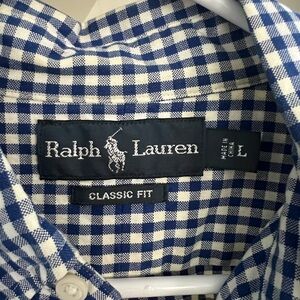 Ralph Lauren
CLASSIC FIT
MADE IN
CHINA
L